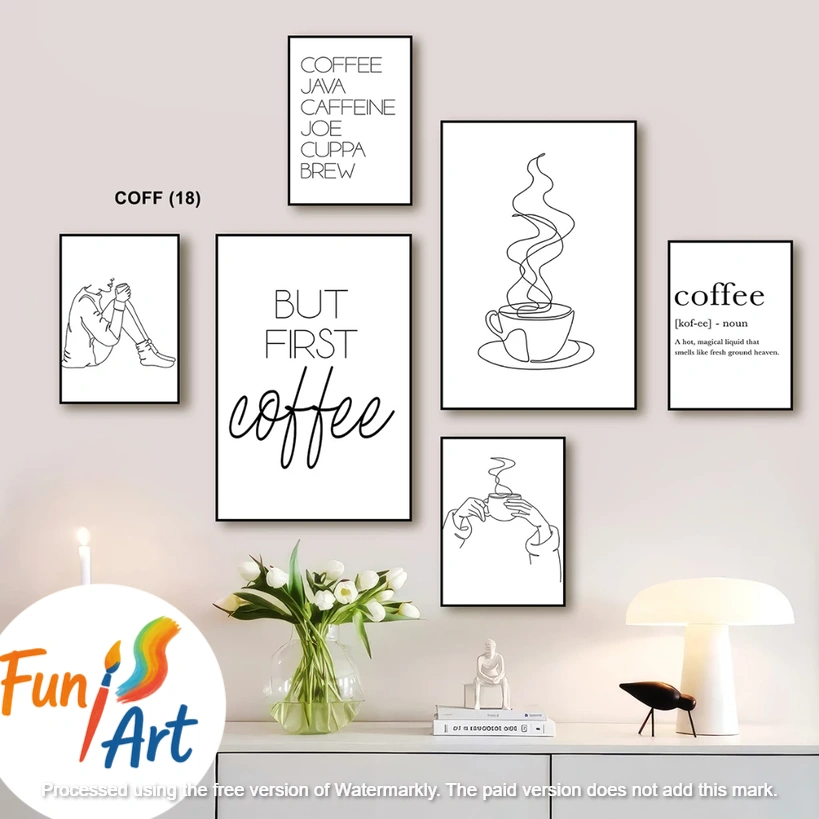 COFFEE
JAVA
CAFFEINE
JOE
CUPPA
BREW
COFF (18)
BUT
FIRST
coffee
coffee
[kof-ee] - noun
A hot, magical liquid that
smells like fresh ground heaven.
Fun
Art
Processed using the free version of Watermarkly. The paid version does not add this mark.